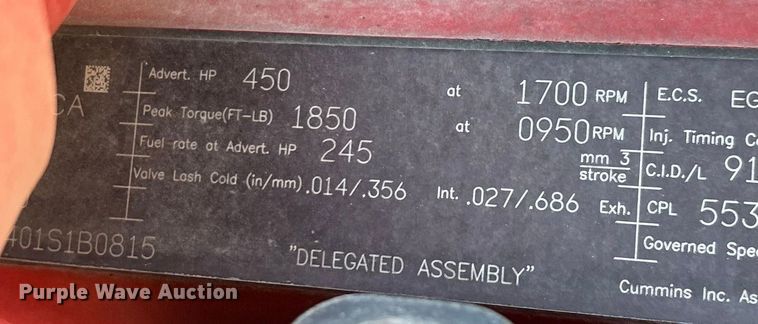 Advert. HP 450 at 1700 RPM E.C.S. EG
CA Peak Torque(FT-LB) 1850 at 0950 RPM Inj. Timing
Fuel rate at Advert. HP 245 mm 3 stroke C.I.D./L 91
Valve Lash Cold (in/mm) .014/.356 Int. .027/.686 Exh. CPL 553
Governed Spe
401S1B0815
"DELEGATED ASSEMBLY"
Cummins Inc. As
Purple Wave Auction